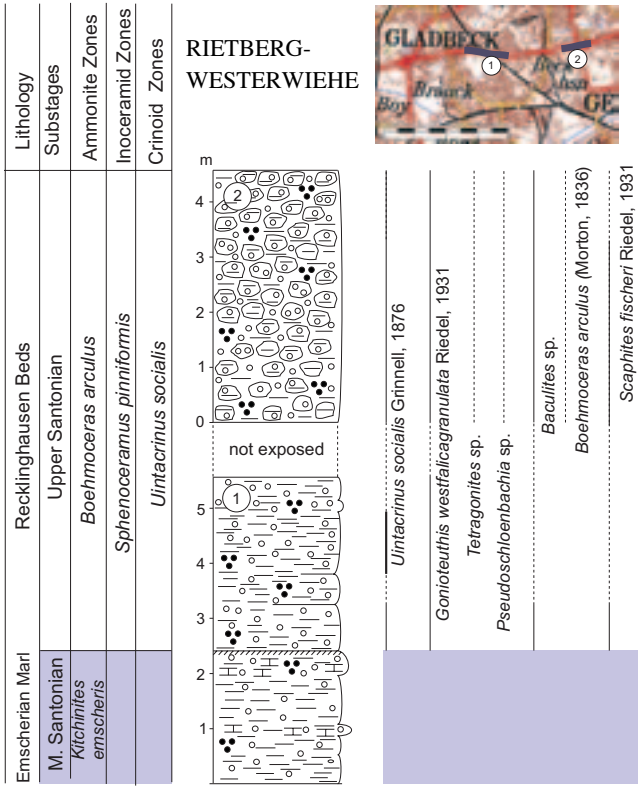 Lithology
Substages
Ammonite Zones
Inoceramid Zones
Crinoid Zones
RIETBERG-
WESTERWIEHE
GLADBECK
1
2
Braack
Boy
GE
Recklinghausen Beds
Upper Santonian
Boehmoceras arculus
Sphenoceramus pinniformis
Uintacrinus socialis
Emscherian Marl
M. Santonian
Kitchinites
emscheris
m
4
3
2
1
0
2
not exposed
5
4
3
2
1
1
Uintacrinus socialis Grinnell, 1876
Gonioteuthis westfalicagranulata Riedel, 1931
Tetragonites sp.
Pseudoschloenbachia sp.
Baculites sp.
Boehmoceras arculus (Morton, 1836)
Scaphites fischeri Riedel, 1931